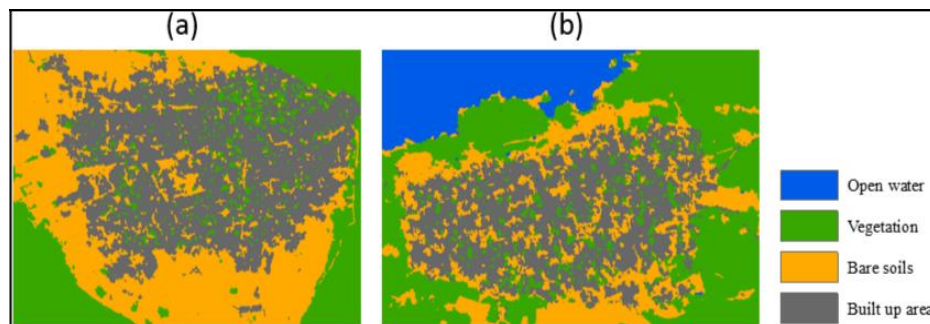 (a)
(b)
Open water
Vegetation
Bare soils
Built up area